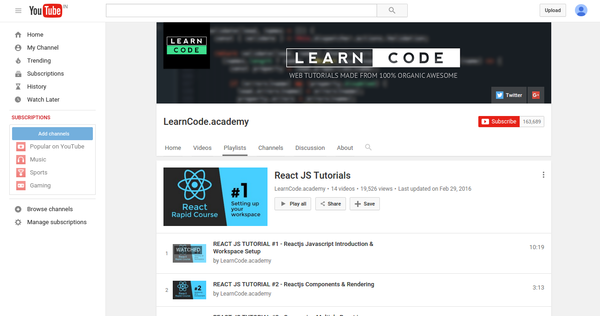 YouTube IN
Upload
Home
My Channel
Trending
Subscriptions
History
Watch Later
SUBSCRIPTIONS
Add channels
Popular on YouTube
Music
Sports
Gaming
Browse channels
Manage subscriptions
LEARN
CODE
LEARN CODE
WEB TUTORIALS MADE FROM 100% ORGANIC AWESOME
Twitter
G+
LearnCode.academy
Subscribe 163,689
Home Videos Playlists Channels Discussion About
React
Rapid Course
#1
Setting up
your
workspace
React JS Tutorials
LearnCode.academy • 14 videos • 19,526 views • Last updated on Feb 29, 2016
Play all Share Save
1
WATCHED
REACT JS TUTORIAL #1 - Reactjs Javascript Introduction &
Workspace Setup
by LearnCode.academy
10:19
2
#2
REACT JS TUTORIAL #2 - Reactjs Components & Rendering
by LearnCode.academy
3:13